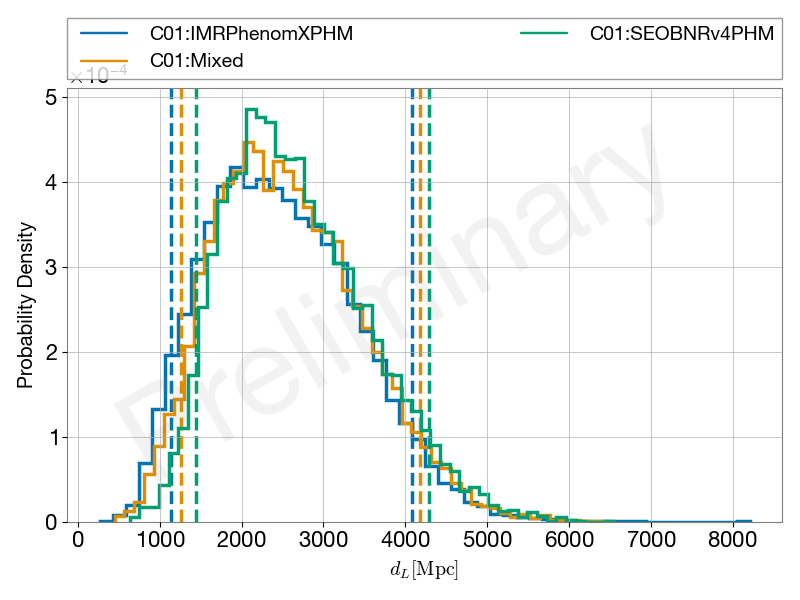 C01:IMRPhenomXPHM
C01:SEOBNRv4PHM
C01:Mixed
×10⁻⁴
5
4
3
2
1
0
Probability Density
Preliminary
0 1000 2000 3000 4000 5000 6000 7000 8000
d_L[Mpc]